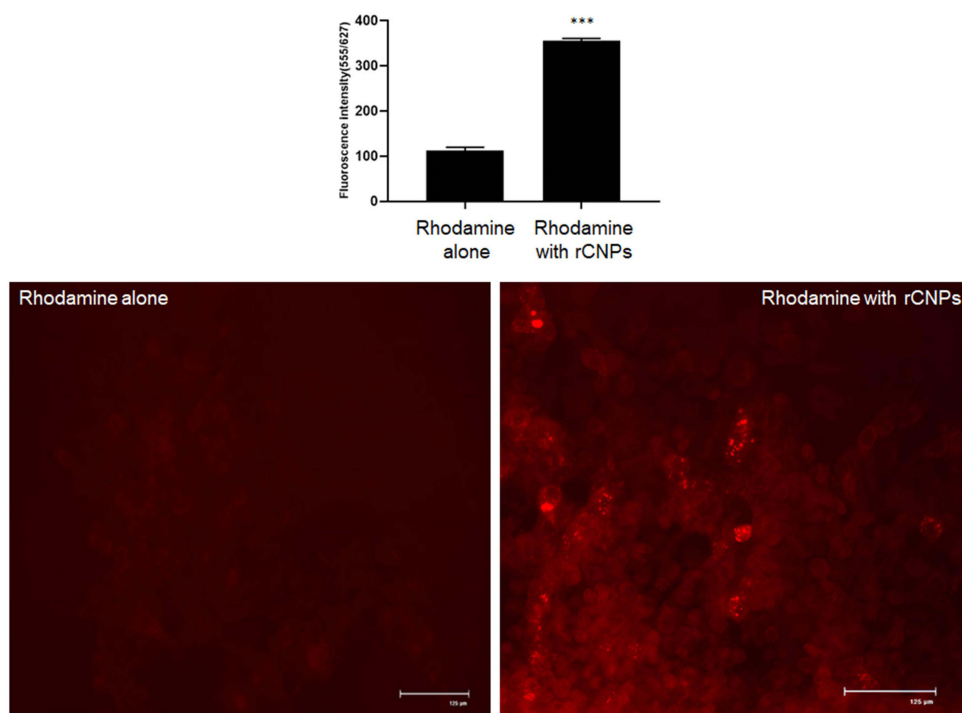 400
***
300
200
100
0
Fluoroscence Intensity(555/627)
Rhodamine
alone
Rhodamine
with rCNPs
Rhodamine alone
Rhodamine with rCNPs
125 µm
125 µm